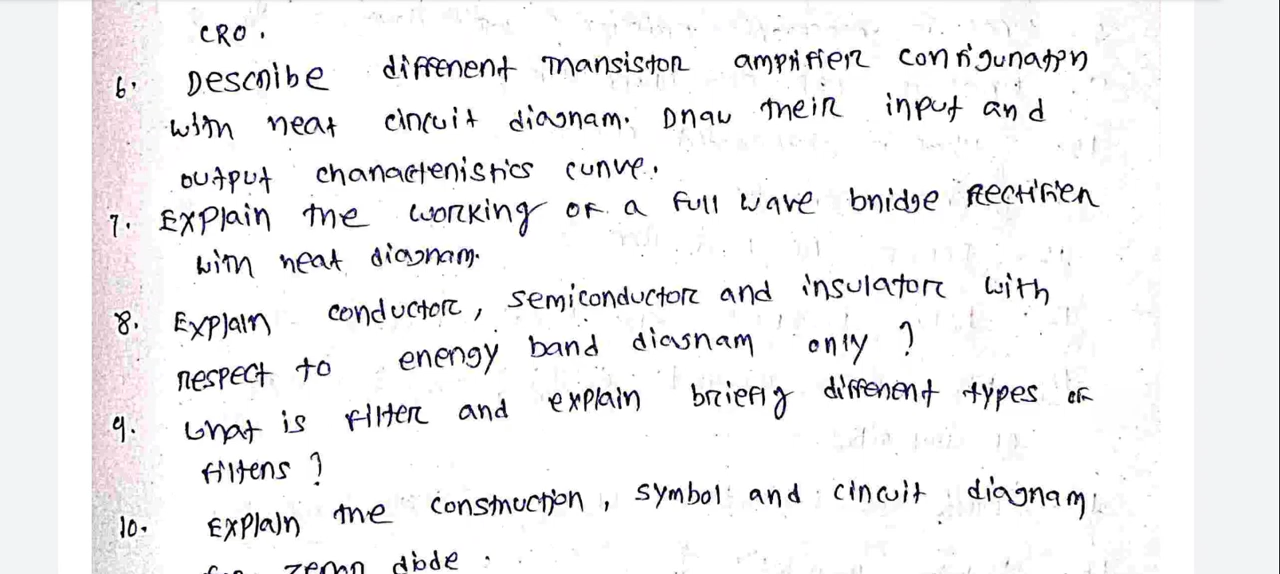 CRO.
6. Describe different transistor amplifier configuration
with neat circuit diagram. Draw their input and
output characteristics curve.
7. Explain the working of a full wave bridge rectifier
with neat diagram.
8. Explain conductor, semiconductor and insulator with
respect to energy band diagram only ?
9. What is filter and explain briefly different types of
filters ?
10. Explain the construction, symbol and circuit diagram
for zener diode.